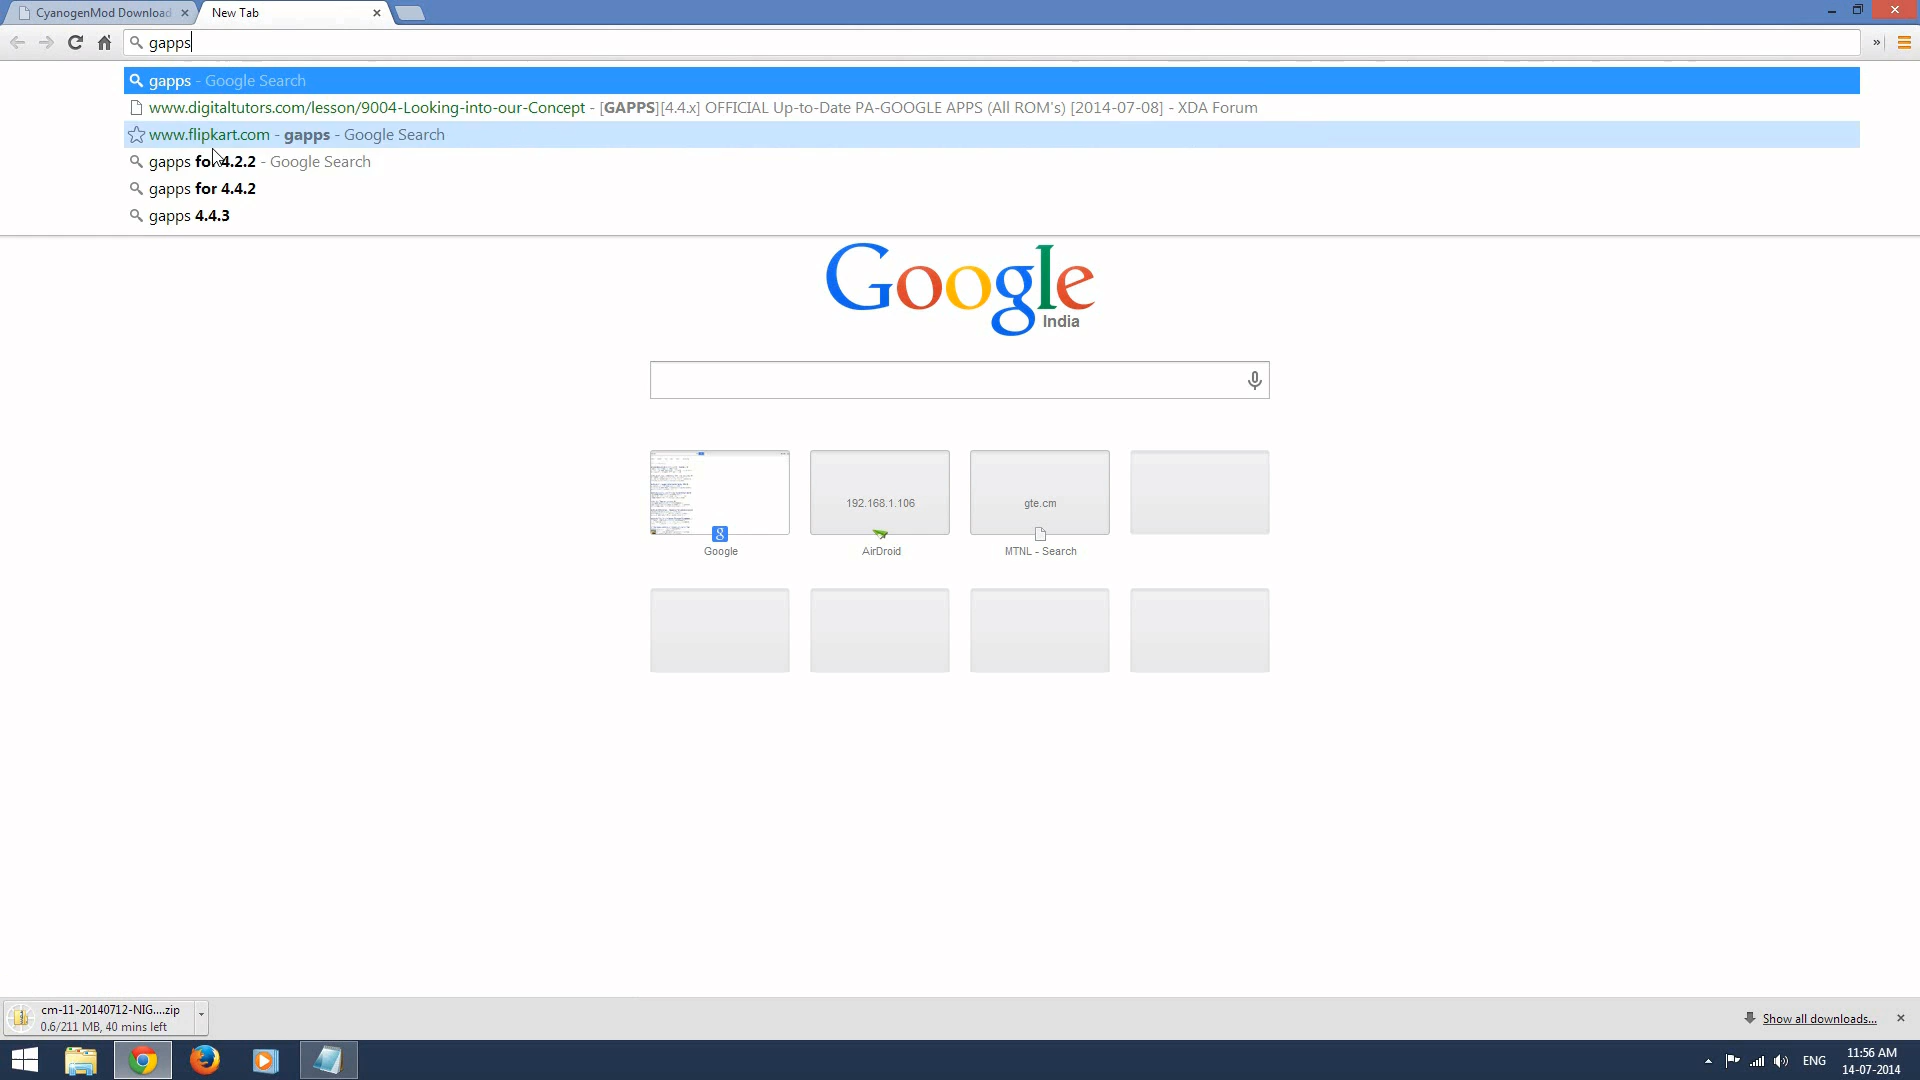 CyanogenMod Download
New Tab
gapps
gapps - Google Search
www.digitaltutors.com/lesson/9004-Looking-into-our-Concept - [GAPPS][4.4.x] OFFICIAL Up-to-Date PA-GOOGLE APPS (All ROM's) [2014-07-08] - XDA Forum
www.flipkart.com - gapps - Google Search
gapps for 4.2.2 - Google Search
gapps for 4.4.2
gapps 4.4.3
Google
India
192.168.1.106
gte.cm
Google
AirDroid
MTNL - Search
cm-11-20140712-NIG....zip
0.6/211 MB, 40 mins left
Show all downloads...
ENG
11:56 AM
14-07-2014